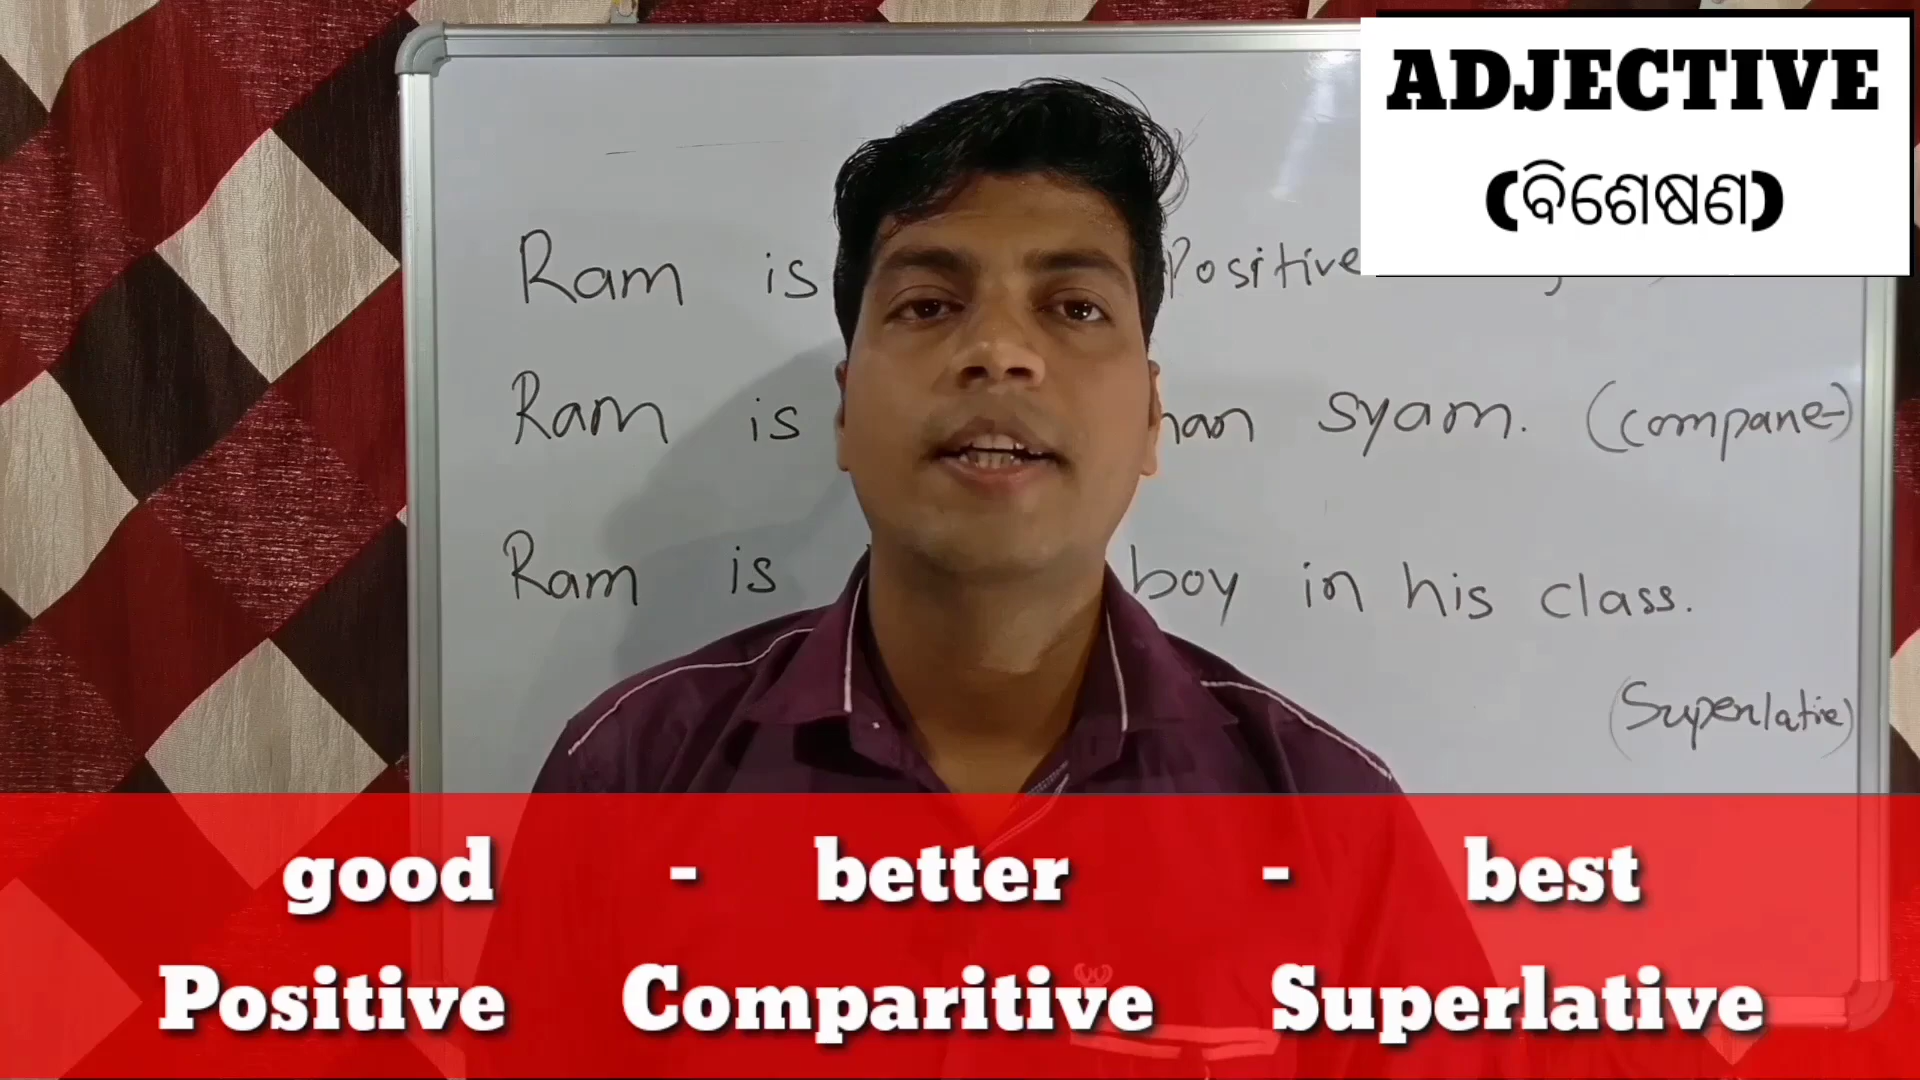 ADJECTIVE
(ବିଶେଷଣ)
Ram is Positive
Ram is han syam. (compare-)
Ram is boy in his class.
(Superlative)
good - better - best
Positive Comparitive Superlative